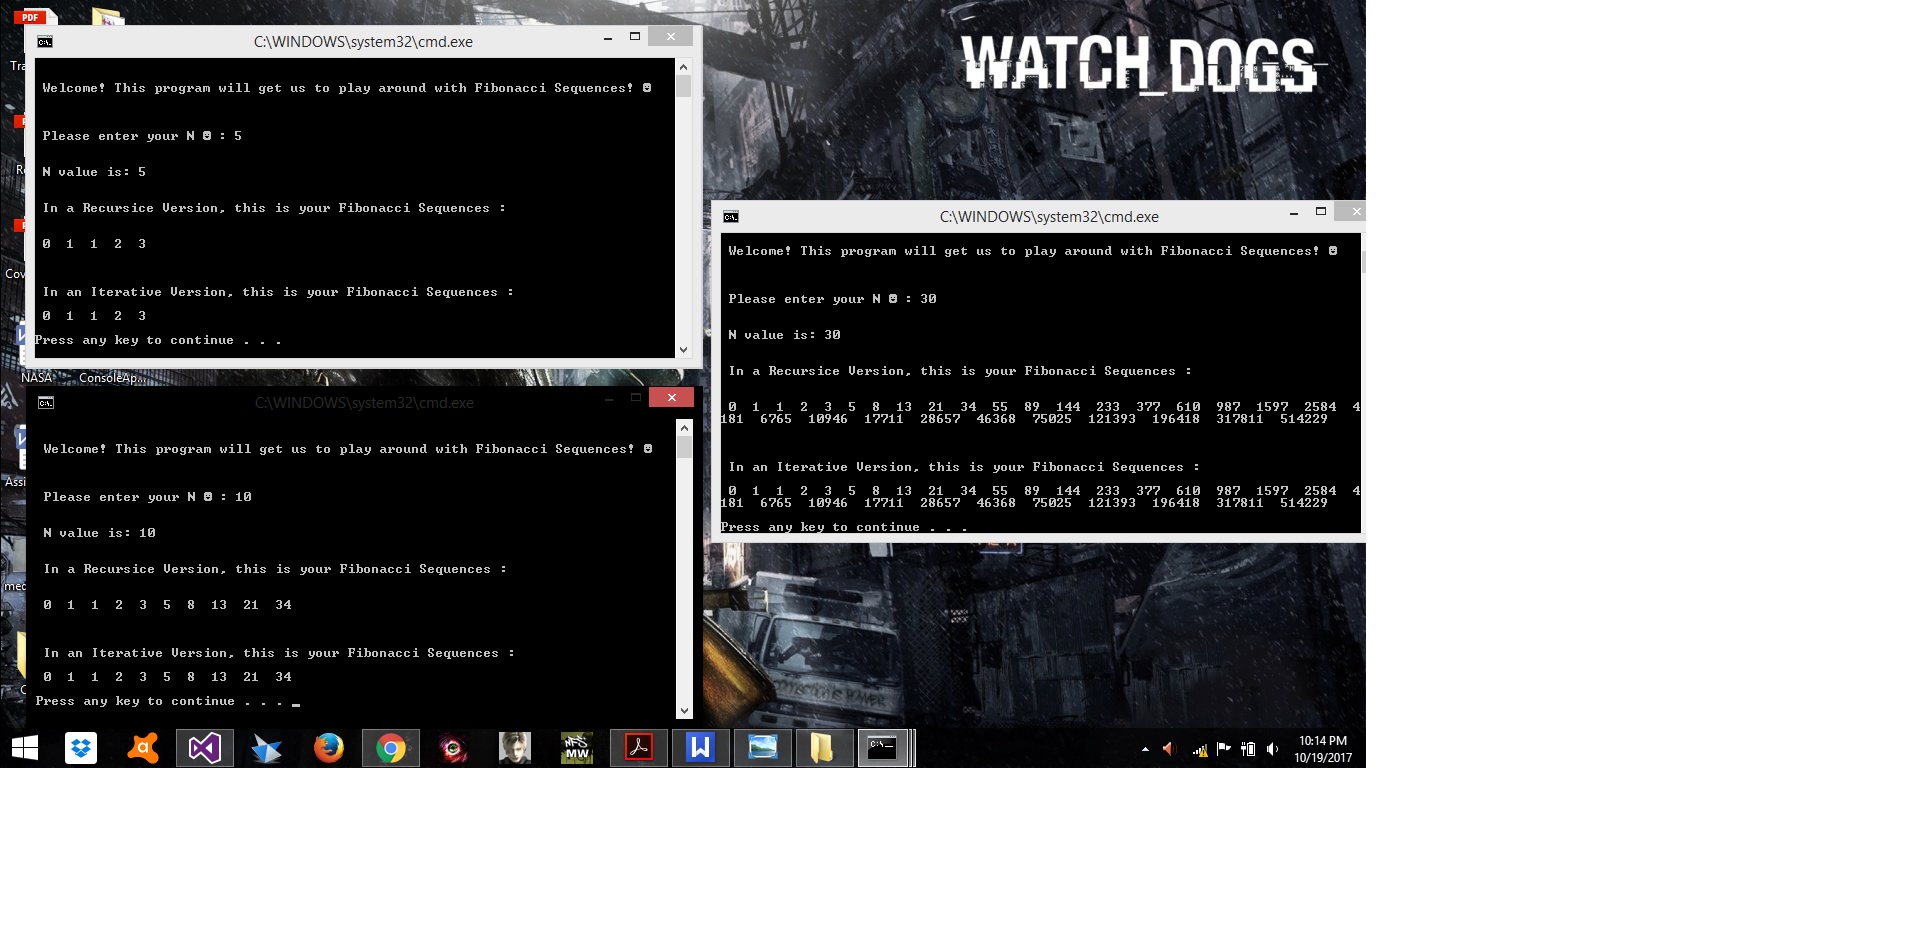 PDF
Tra
Re
Cov
NASA
ConsoleAp...
Assi
med
C:\WINDOWS\system32\cmd.exe
Welcome! This program will get us to play around with Fibonacci Sequences! ☻
Please enter your N ☻ : 5
N value is: 5
In a Recursice Version, this is your Fibonacci Sequences :
0 1 1 2 3
In an Iterative Version, this is your Fibonacci Sequences :
0 1 1 2 3
Press any key to continue . . .
C:\WINDOWS\system32\cmd.exe
Welcome! This program will get us to play around with Fibonacci Sequences! ☻
Please enter your N ☻ : 10
N value is: 10
In a Recursice Version, this is your Fibonacci Sequences :
0 1 1 2 3 5 8 13 21 34
In an Iterative Version, this is your Fibonacci Sequences :
0 1 1 2 3 5 8 13 21 34
Press any key to continue . . . _
WATCH_DOGS
C:\WINDOWS\system32\cmd.exe
Welcome! This program will get us to play around with Fibonacci Sequences! ☻
Please enter your N ☻ : 30
N value is: 30
In a Recursice Version, this is your Fibonacci Sequences :
0 1 1 2 3 5 8 13 21 34 55 89 144 233 377 610 987 1597 2584 4
181 6765 10946 17711 28657 46368 75025 121393 196418 317811 514229
In an Iterative Version, this is your Fibonacci Sequences :
0 1 1 2 3 5 8 13 21 34 55 89 144 233 377 610 987 1597 2584 4
181 6765 10946 17711 28657 46368 75025 121393 196418 317811 514229
Press any key to continue . . .
NFS
MW
W
C:\_
10:14 PM
10/19/2017